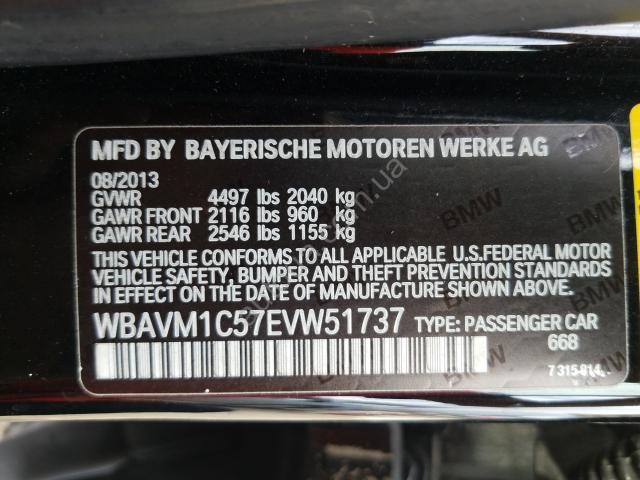 MFD BY BAYERISCHE MOTOREN WERKE AG
08/2013
GVWR 4497 lbs 2040 kg
GAWR FRONT 2116 lbs 960 kg
GAWR REAR 2546 lbs 1155 kg
THIS VEHICLE CONFORMS TO ALL APPLICABLE U.S.FEDERAL MOTOR
VEHICLE SAFETY, BUMPER AND THEFT PREVENTION STANDARDS
IN EFFECT ON THE DATE OF MANUFACTURE SHOWN ABOVE.
WBAVM1C57EVW51737 TYPE: PASSENGER CAR
668
BMW
BMW